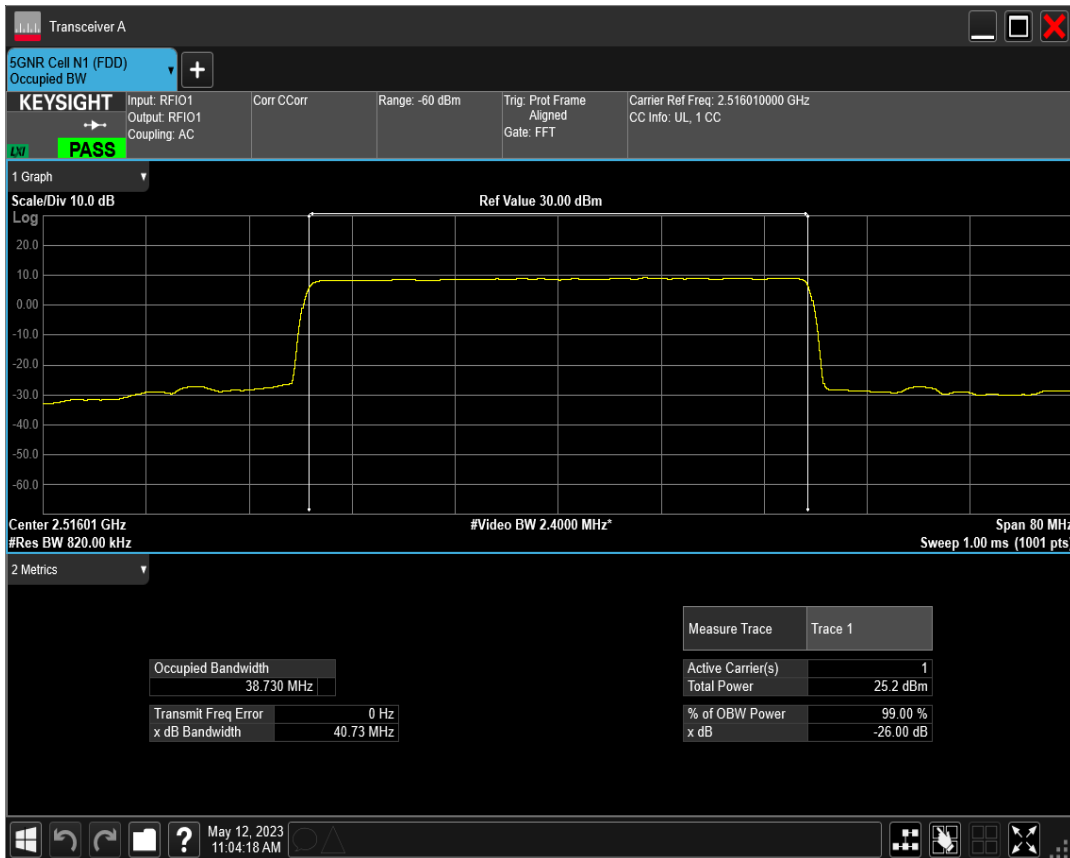 Transceiver A
5GNR Cell N1 (FDD)
Occupied BW
+
KEYSIGHT
LXI
PASS
Input: RFIO1
Output: RFIO1
Coupling: AC
Corr CCorr
Range: -60 dBm
Trig: Prot Frame
Aligned
Gate: FFT
Carrier Ref Freq: 2.516010000 GHz
CC Info: UL, 1 CC
1 Graph
Scale/Div 10.0 dB
Ref Value 30.00 dBm
Log
20.0
10.0
0.00
-10.0
-20.0
-30.0
-40.0
-50.0
-60.0
Center 2.51601 GHz
#Video BW 2.4000 MHz*
Span 80 MHz
#Res BW 820.00 kHz
Sweep 1.00 ms (1001 pts)
2 Metrics
Measure Trace Trace 1
Occupied Bandwidth
38.730 MHz
Transmit Freq Error 0 Hz
x dB Bandwidth 40.73 MHz
Active Carrier(s) 1
Total Power 25.2 dBm
% of OBW Power 99.00 %
x dB -26.00 dB
?
May 12, 2023
11:04:18 AM